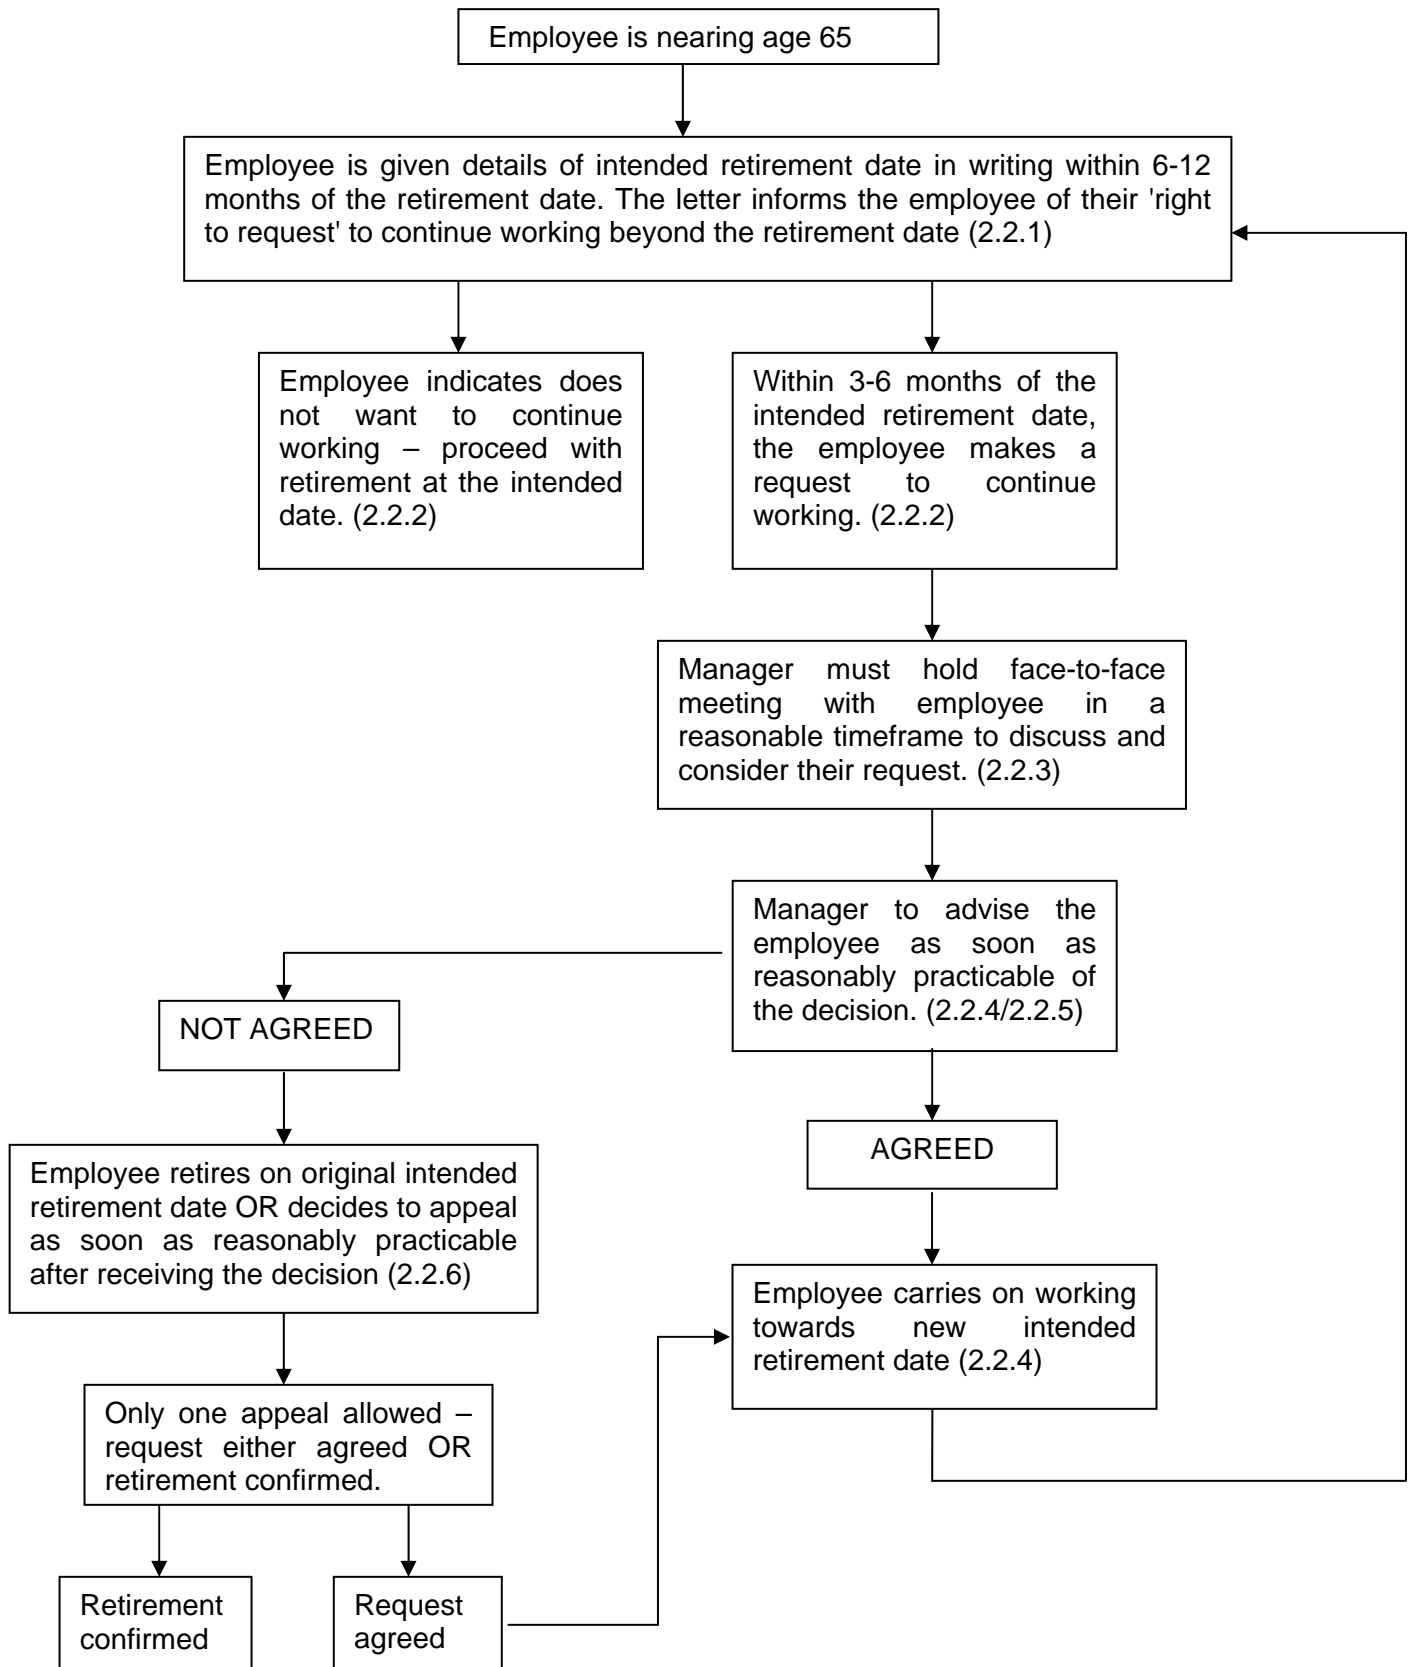 Employee is nearing age 65
Employee is given details of intended retirement date in writing within 6-12
months of the retirement date. The letter informs the employee of their 'right
to request' to continue working beyond the retirement date (2.2.1)
Employee indicates does
not want to continue
working – proceed with
retirement at the intended
date. (2.2.2)
Within 3-6 months of the
intended retirement date,
the employee makes a
request to continue
working. (2.2.2)
Manager must hold face-to-face
meeting with employee in a
reasonable timeframe to discuss and
consider their request. (2.2.3)
Manager to advise the
employee as soon as
reasonably practicable of
the decision. (2.2.4/2.2.5)
NOT AGREED
AGREED
Employee retires on original intended
retirement date OR decides to appeal
as soon as reasonably practicable
after receiving the decision (2.2.6)
Employee carries on working
towards new intended
retirement date (2.2.4)
Only one appeal allowed –
request either agreed OR
retirement confirmed.
Retirement
confirmed
Request
agreed